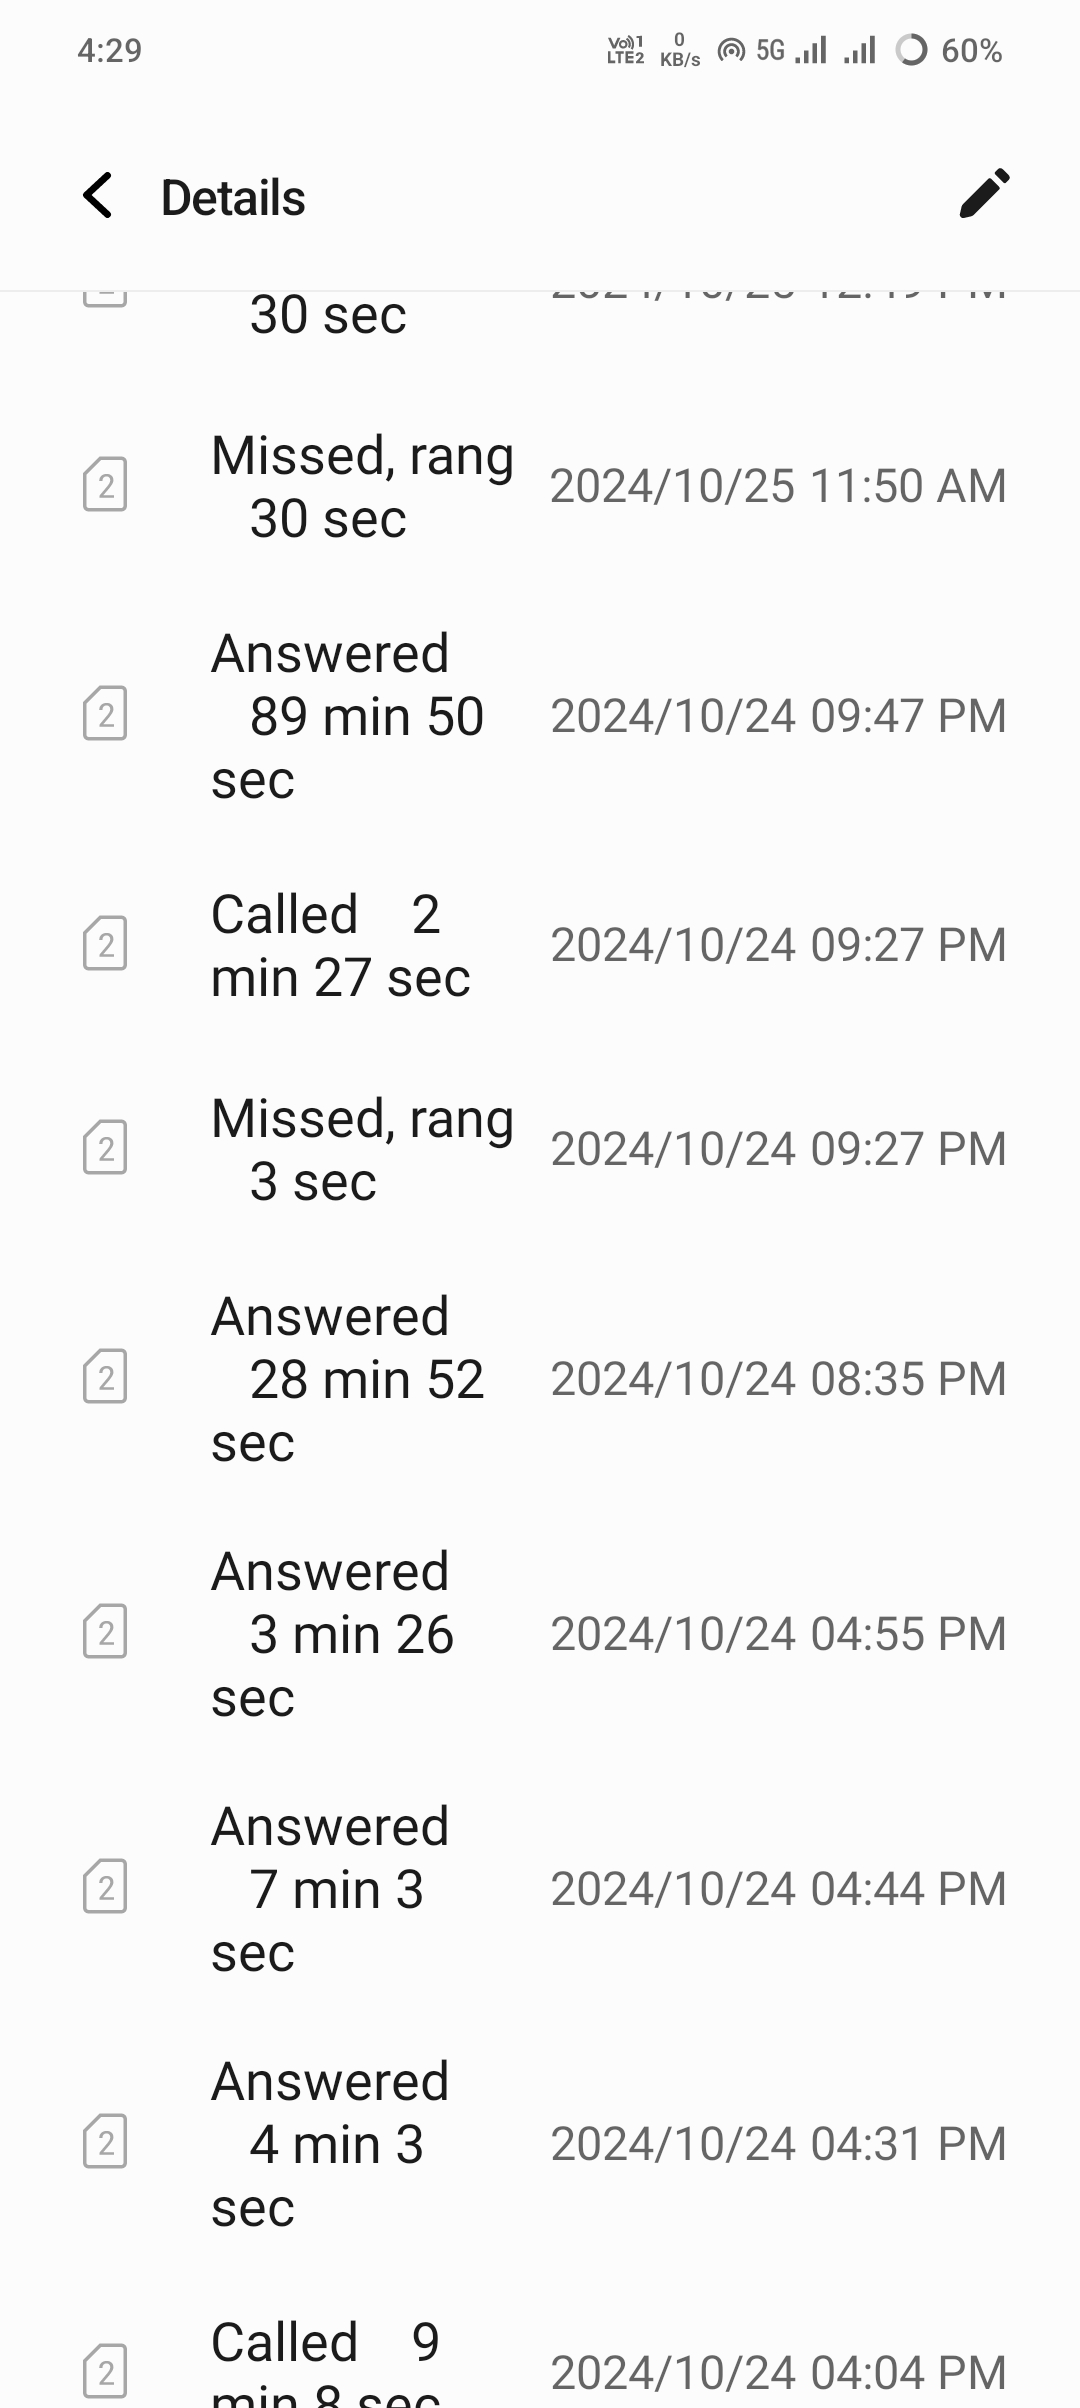 4:29
Vo)) 1
LTE2
0
KB/s
5G
60%
Details
30 sec
Missed, rang
30 sec
2024/10/25 11:50 AM
2
Answered
89 min 50
sec
2024/10/24 09:47 PM
2
Called 2
min 27 sec
2024/10/24 09:27 PM
2
Missed, rang
3 sec
2024/10/24 09:27 PM
2
Answered
28 min 52
sec
2024/10/24 08:35 PM
2
Answered
3 min 26
sec
2024/10/24 04:55 PM
2
Answered
7 min 3
sec
2024/10/24 04:44 PM
2
Answered
4 min 3
sec
2024/10/24 04:31 PM
2
Called 9
min 8 sec
2024/10/24 04:04 PM
2